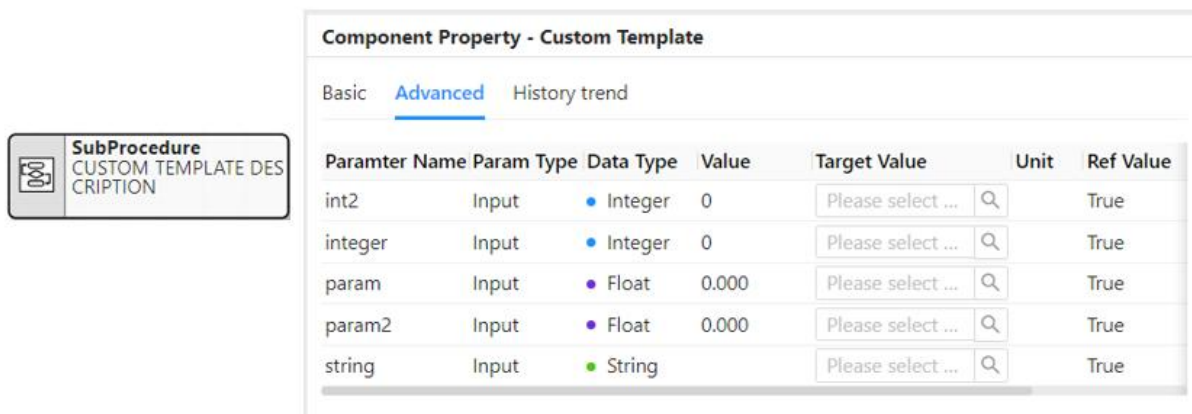 Component Property - Custom Template
Basic Advanced History trend
SubProcedure
CUSTOM TEMPLATE DES
CRIPTION
Paramter Name Param Type Data Type Value Target Value Unit Ref Value
int2 Input Integer 0 Please select ... True
integer Input Integer 0 Please select ... True
param Input Float 0.000 Please select ... True
param2 Input Float 0.000 Please select ... True
string Input String Please select ... True